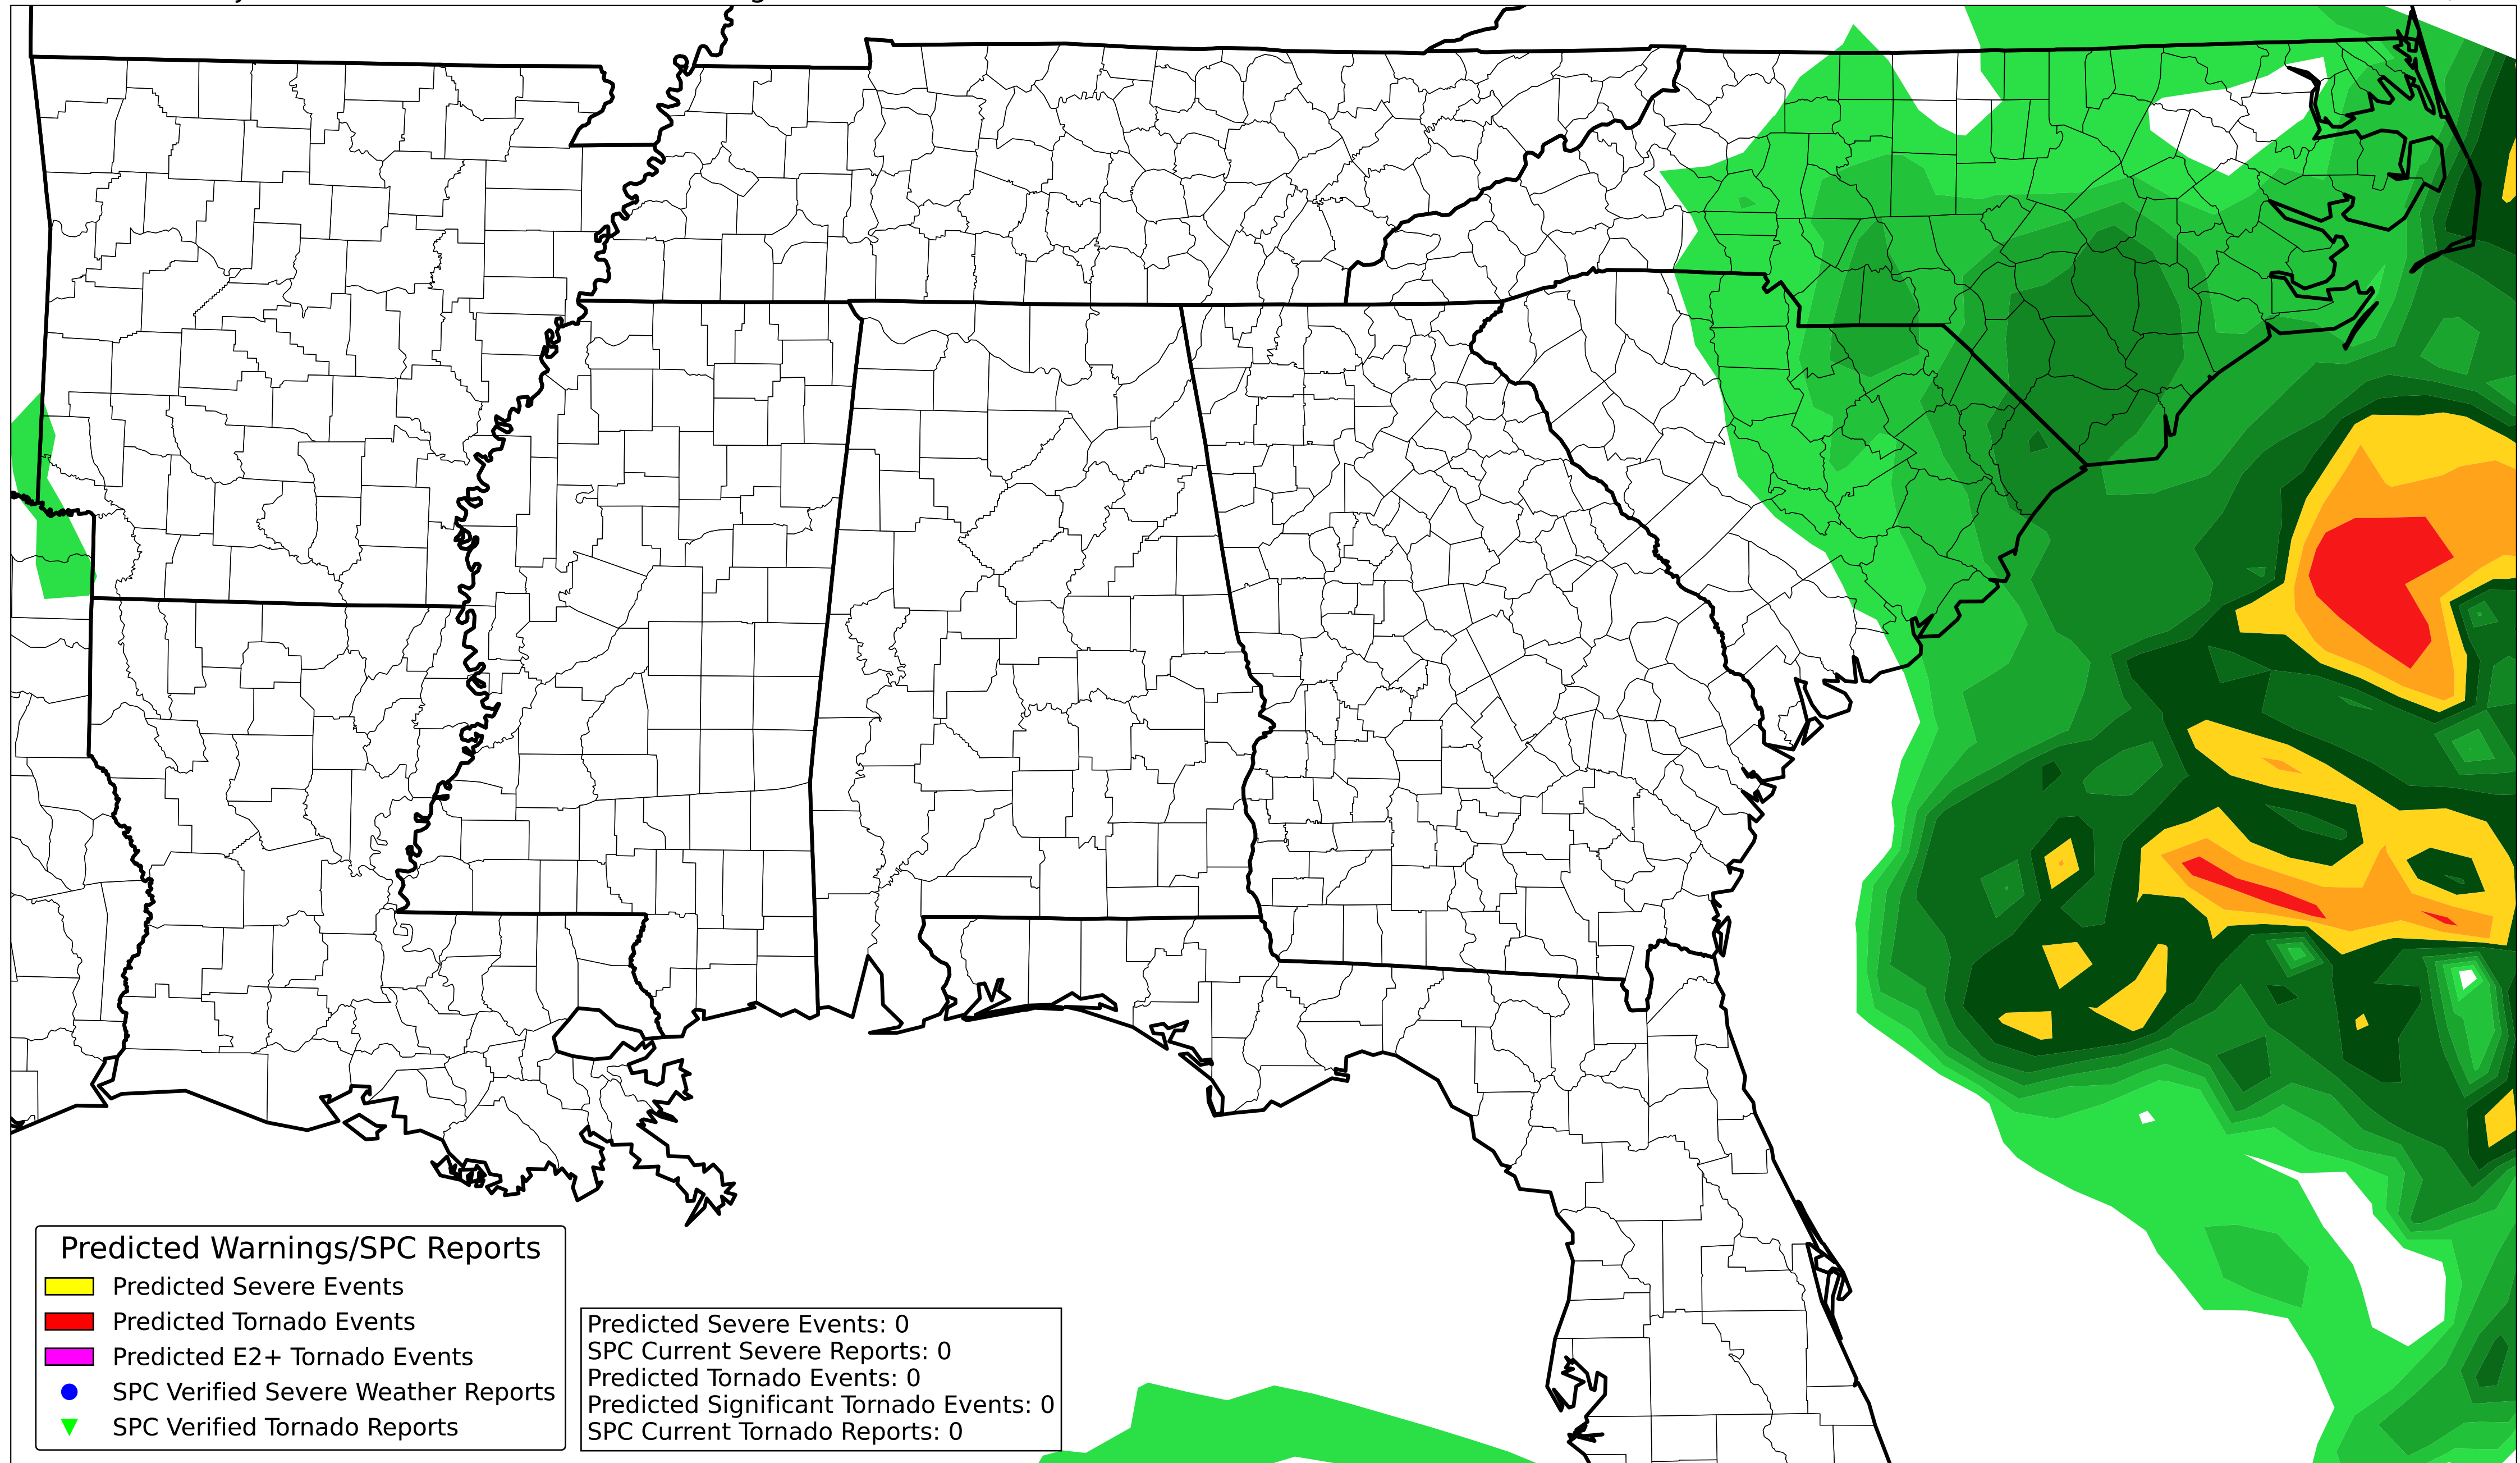 Predicted Warnings/SPC Reports
Predicted Severe Events
Predicted Tornado Events
Predicted E2+ Tornado Events
SPC Verified Severe Weather Reports
SPC Verified Tornado Reports
Predicted Severe Events: 0
SPC Current Severe Reports: 0
Predicted Tornado Events: 0
Predicted Significant Tornado Events: 0
SPC Current Tornado Reports: 0